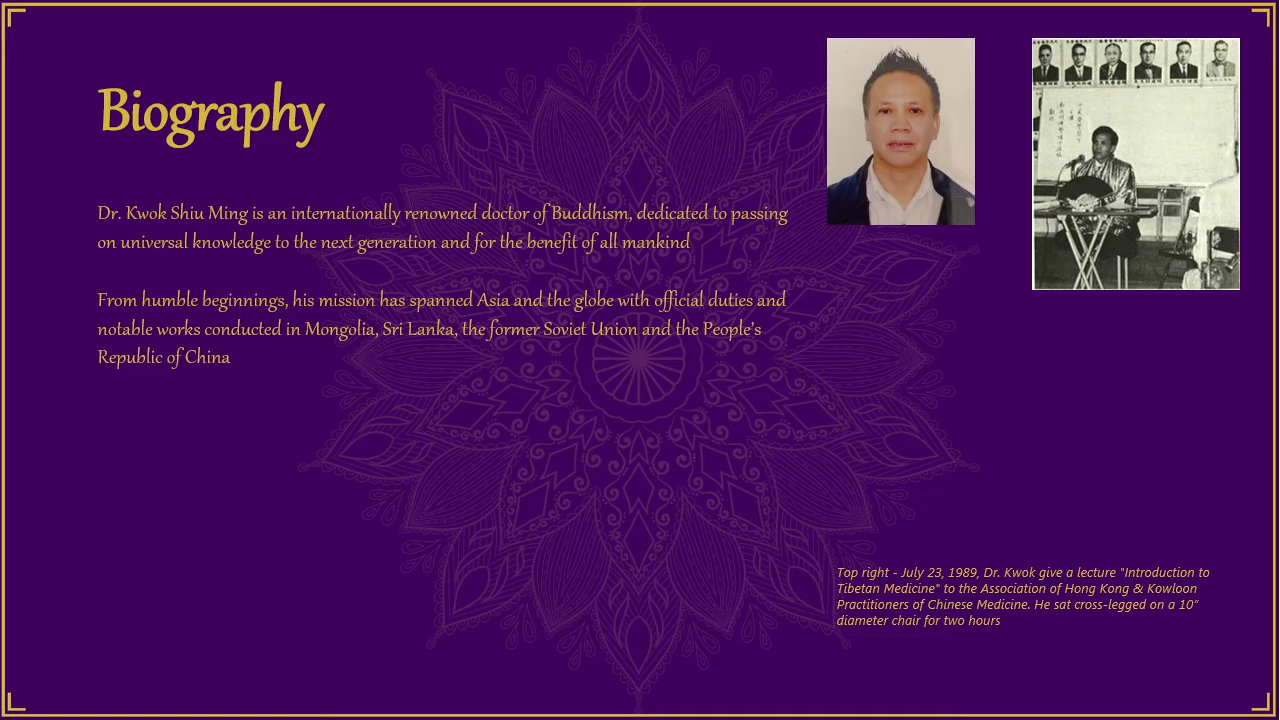 Biography
Dr. Kwok Shiu Ming is an internationally renowned doctor of Buddhism, dedicated to passing
on universal knowledge to the next generation and for the benefit of all mankind
From humble beginnings, his mission has spanned Asia and the globe with official duties and
notable works conducted in Mongolia, Sri Lanka, the former Soviet Union and the People's
Republic of China
Top right - July 23, 1989, Dr. Kwok give a lecture "Introduction to
Tibetan Medicine" to the Association of Hong Kong & Kowloon
Practitioners of Chinese Medicine. He sat cross-legged on a 10"
diameter chair for two hours